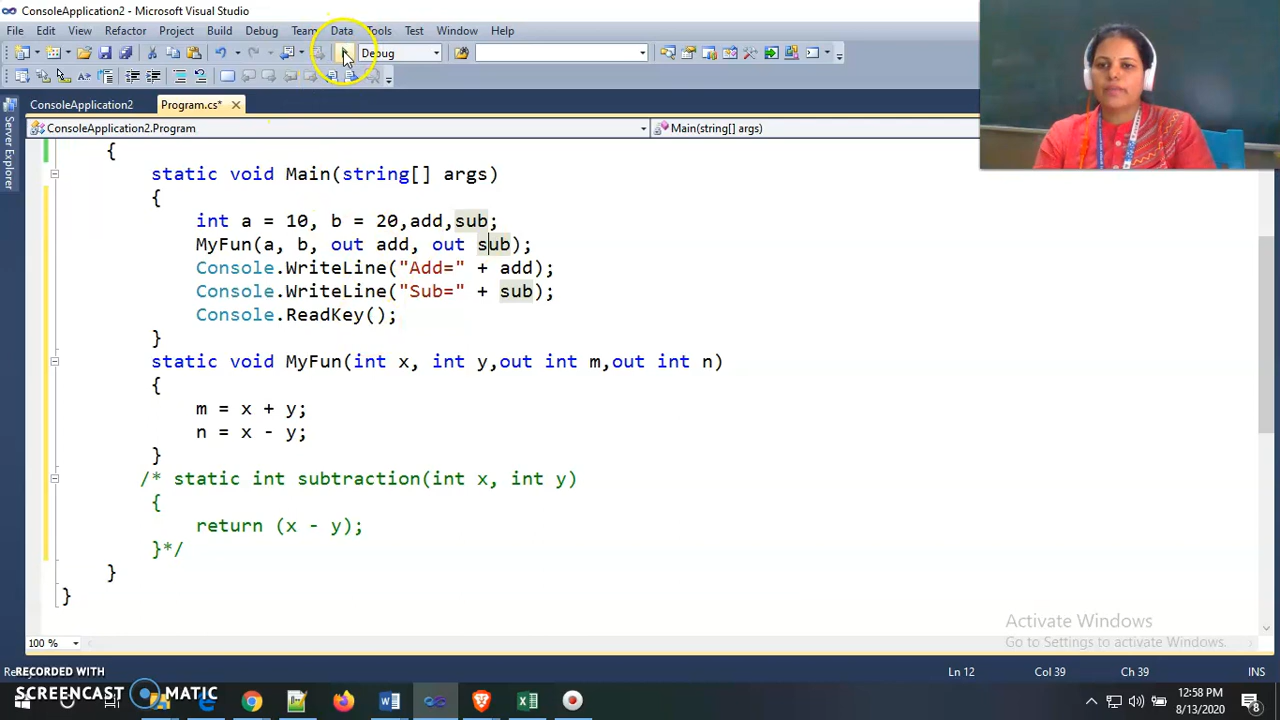 ConsoleApplication2 - Microsoft Visual Studio
File Edit View Refactor Project Build Debug Team Data Tools Test Window Help
Debug
ConsoleApplication2 Program.cs*
Server Explorer
ConsoleApplication2.Program Main(string[] args)
{
static void Main(string[] args)
{
int a = 10, b = 20,add,sub;
MyFun(a, b, out add, out sub);
Console.WriteLine("Add=" + add);
Console.WriteLine("Sub=" + sub);
Console.ReadKey();
}
static void MyFun(int x, int y,out int m,out int n)
{
m = x + y;
n = x - y;
}
/* static int subtraction(int x, int y)
{
return (x - y);
}*/
}
}
Activate Windows
Go to Settings to activate Windows.
100 %
Ln 12 Col 39 Ch 39 INS
RECORDED WITH
SCREENCAST MATIC
12:58 PM
8/13/2020
8